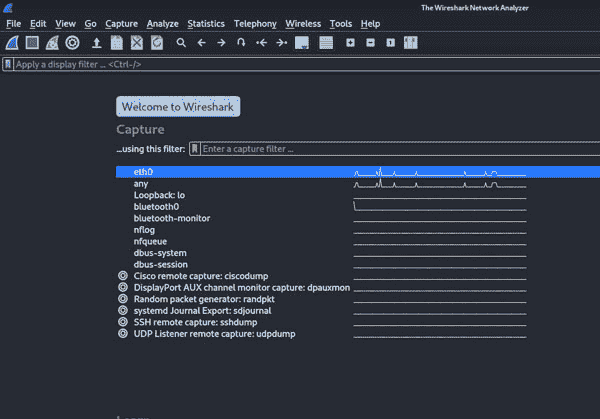 The Wireshark Network Analyzer
File Edit View Go Capture Analyze Statistics Telephony Wireless Tools Help
Apply a display filter ... <Ctrl-/>
Welcome to Wireshark
Capture
...using this filter: Enter a capture filter ...
eth0
any
Loopback: lo
bluetooth0
bluetooth-monitor
nflog
nfqueue
dbus-system
dbus-session
Cisco remote capture: ciscodump
DisplayPort AUX channel monitor capture: dpauxmon
Random packet generator: randpkt
systemd Journal Export: sdjournal
SSH remote capture: sshdump
UDP Listener remote capture: udpdump